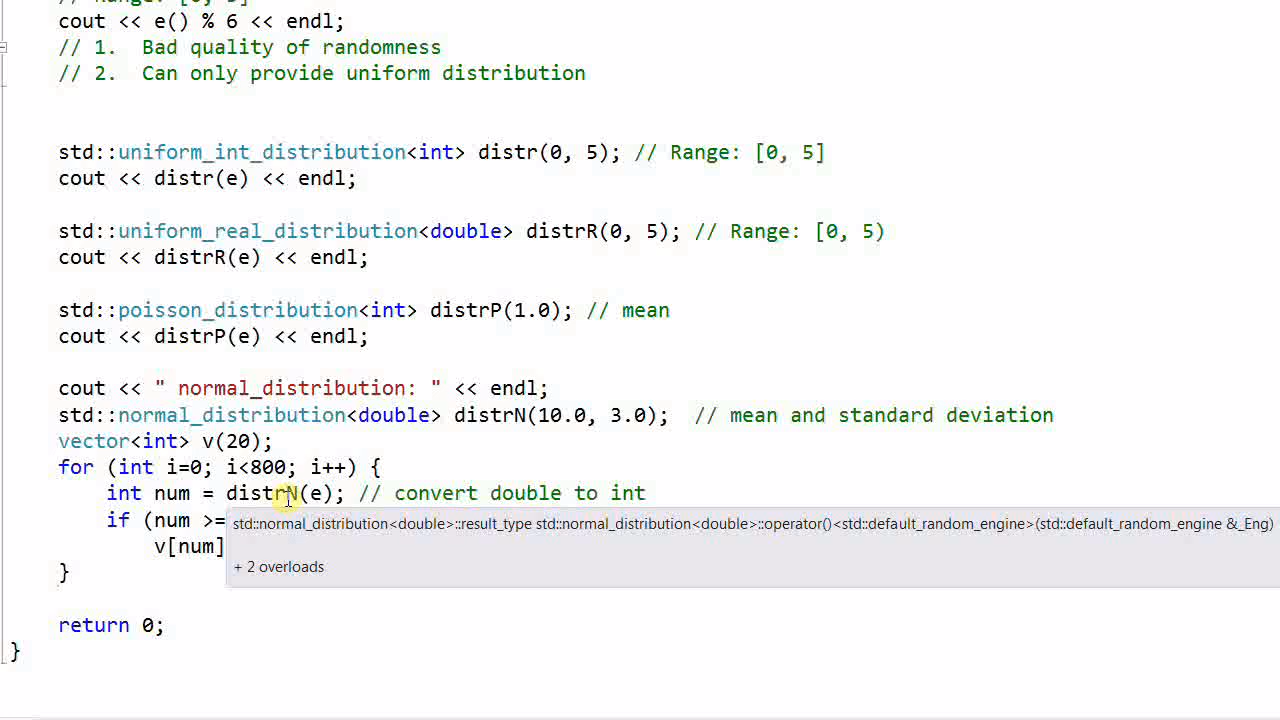 cout << e() % 6 << endl;
// 1.  Bad quality of randomness
// 2.  Can only provide uniform distribution
std::uniform_int_distribution<int> distr(0, 5); // Range: [0, 5]
cout << distr(e) << endl;
std::uniform_real_distribution<double> distrR(0, 5); // Range: [0, 5)
cout << distrR(e) << endl;
std::poisson_distribution<int> distrP(1.0); // mean
cout << distrP(e) << endl;
cout << " normal_distribution: " << endl;
std::normal_distribution<double> distrN(10.0, 3.0);  // mean and standard deviation
vector<int> v(20);
for (int i=0; i<800; i++) {
int num = distrN(e); // convert double to int
if (num >=
std::normal_distribution<double>::result_type std::normal_distribution<double>::operator()<std::default_random_engine>(std::default_random_engine &_Eng)
v[num]
+ 2 overloads
}
return 0;
}